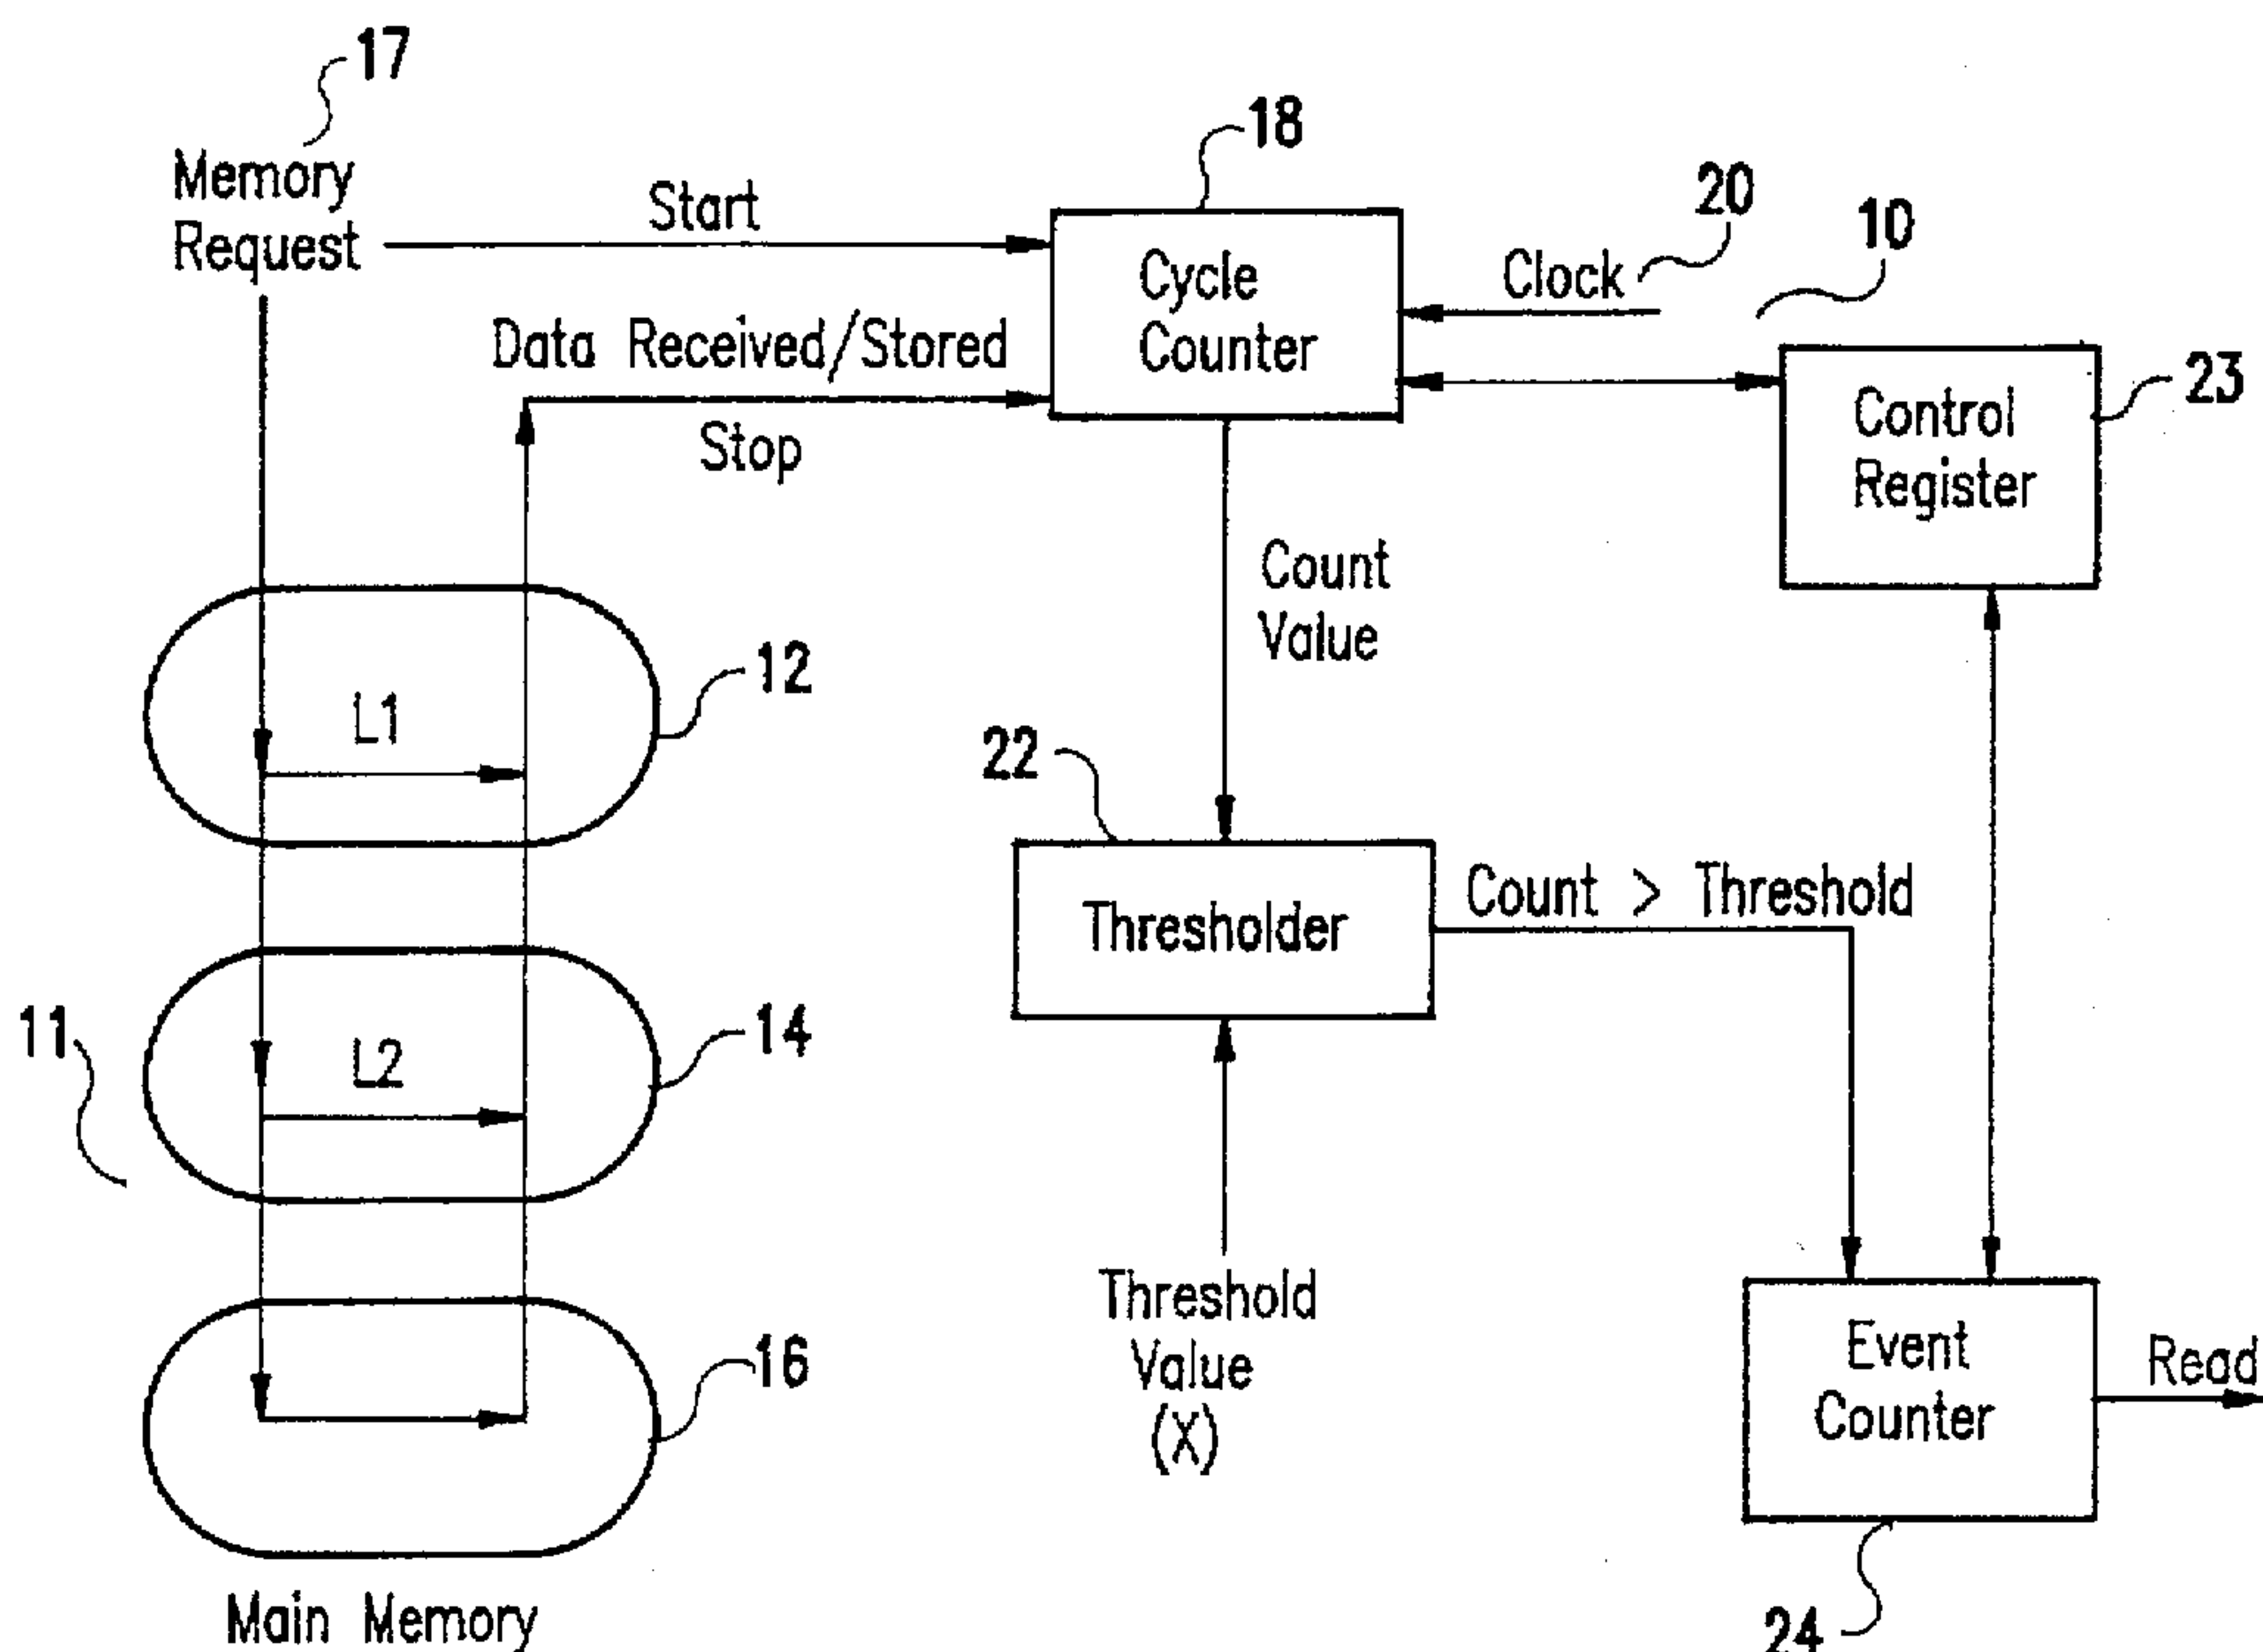 17
Memory
Request
Start
18
Cycle
Counter
20
Clock
10
Data Received/Stored
Stop
Control
Register
23
Count
Value
L1
12
22
Thresholder
Count > Threshold
11
L2
14
Threshold
Value
(X)
16
Event
Counter
Read
Main Memory
24